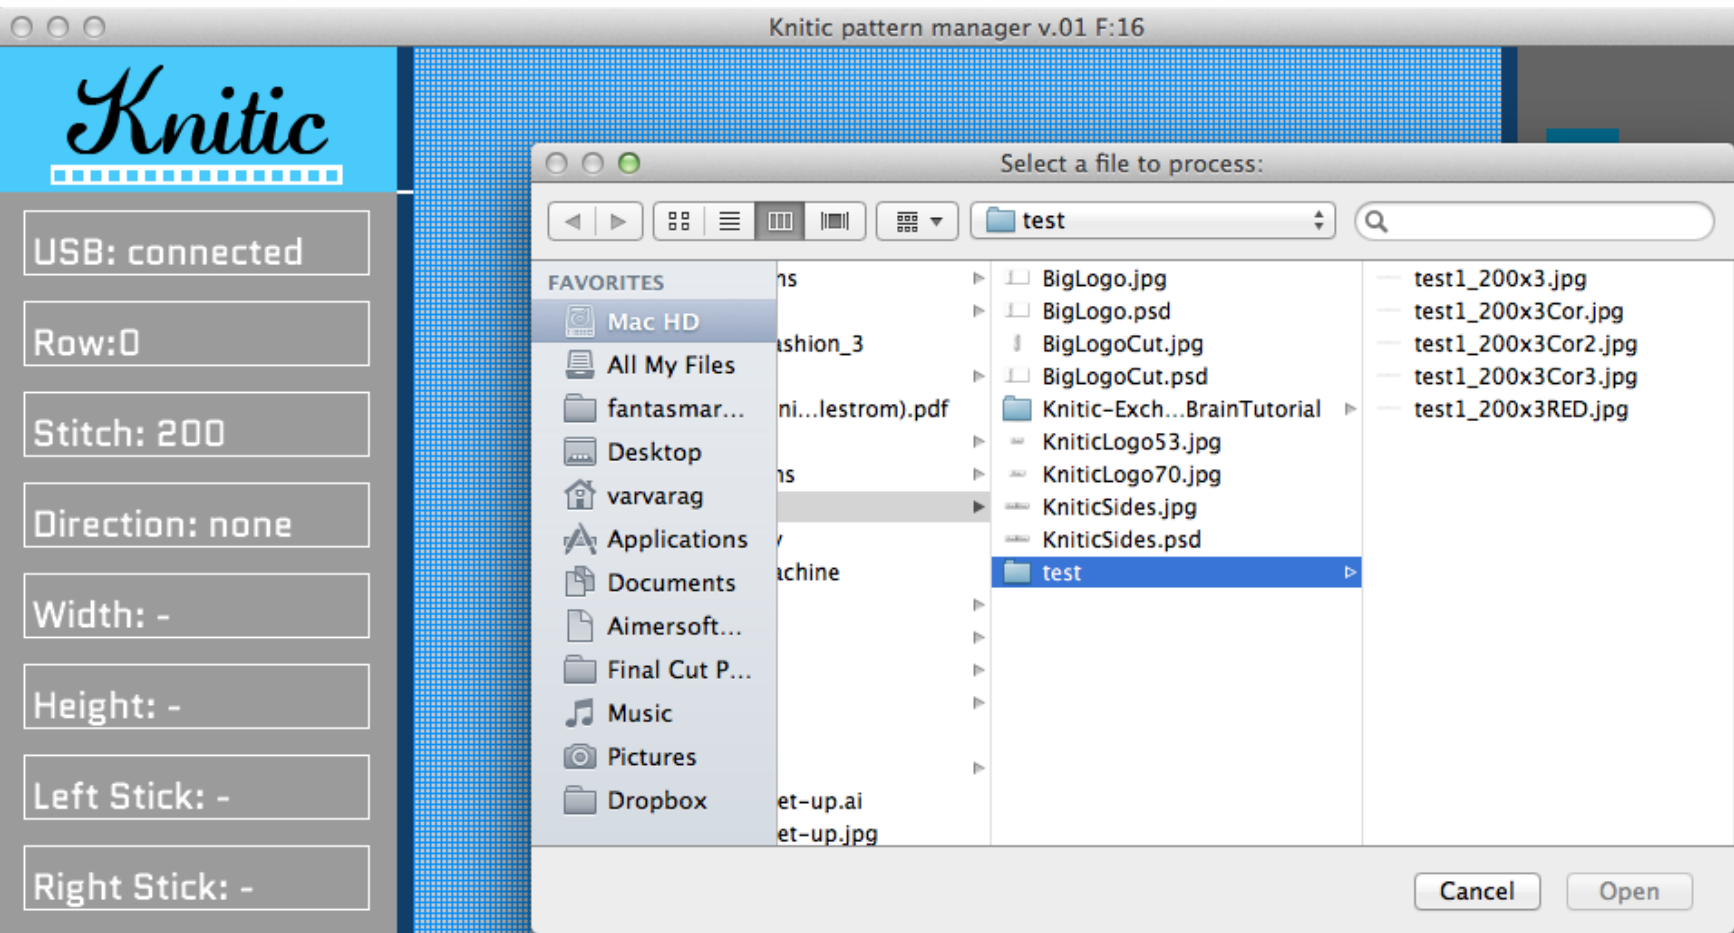 Knitic pattern manager v.01 F:16
Knitic
USB: connected
Row:0
Stitch: 200
Direction: none
Width: -
Height: -
Left Stick: -
Right Stick: -
Select a file to process:
test
FAVORITES
Mac HD
All My Files
fantasmar...
Desktop
varvarag
Applications
Documents
Aimersoft...
Final Cut P...
Music
Pictures
Dropbox
ns
ashion_3
ni...lestrom).pdf
ns
y
achine
et-up.ai
et-up.jpg
BigLogo.jpg
BigLogo.psd
BigLogoCut.jpg
BigLogoCut.psd
Knitic-Exch...BrainTutorial
KniticLogo53.jpg
KniticLogo70.jpg
KniticSides.jpg
KniticSides.psd
test
test1_200x3.jpg
test1_200x3Cor.jpg
test1_200x3Cor2.jpg
test1_200x3Cor3.jpg
test1_200x3RED.jpg
Cancel
Open